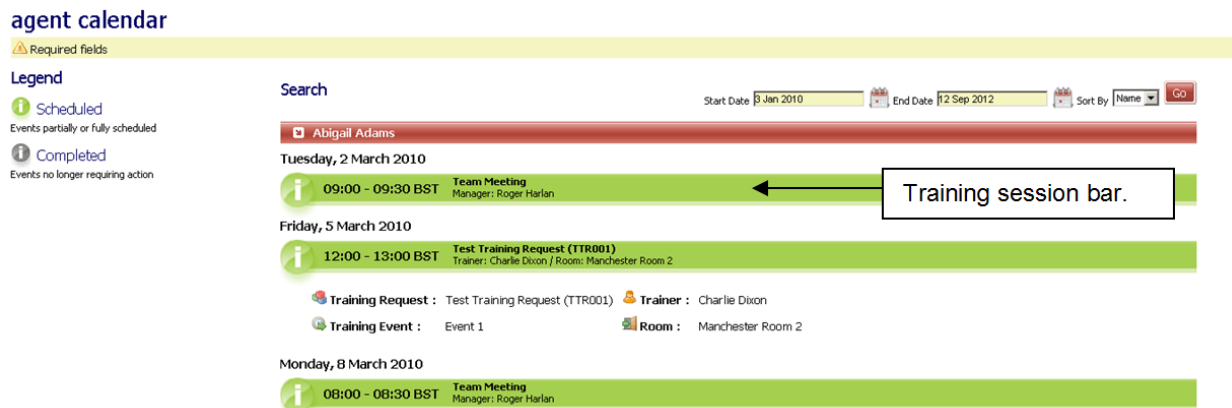 agent calendar
Required fields
Legend
Scheduled
Events partially or fully scheduled
Completed
Events no longer requiring action
Search
Start Date 3 Jan 2010 End Date 12 Sep 2012 Sort By Name Go
Abigail Adams
Tuesday, 2 March 2010
09:00 - 09:30 BST Team Meeting
Manager: Roger Harlan
Training session bar.
Friday, 5 March 2010
12:00 - 13:00 BST Test Training Request (TTR001)
Trainer: Charlie Dixon / Room: Manchester Room 2
Training Request : Test Training Request (TTR001) Trainer : Charlie Dixon
Training Event : Event 1 Room : Manchester Room 2
Monday, 8 March 2010
08:00 - 08:30 BST Team Meeting
Manager: Roger Harlan